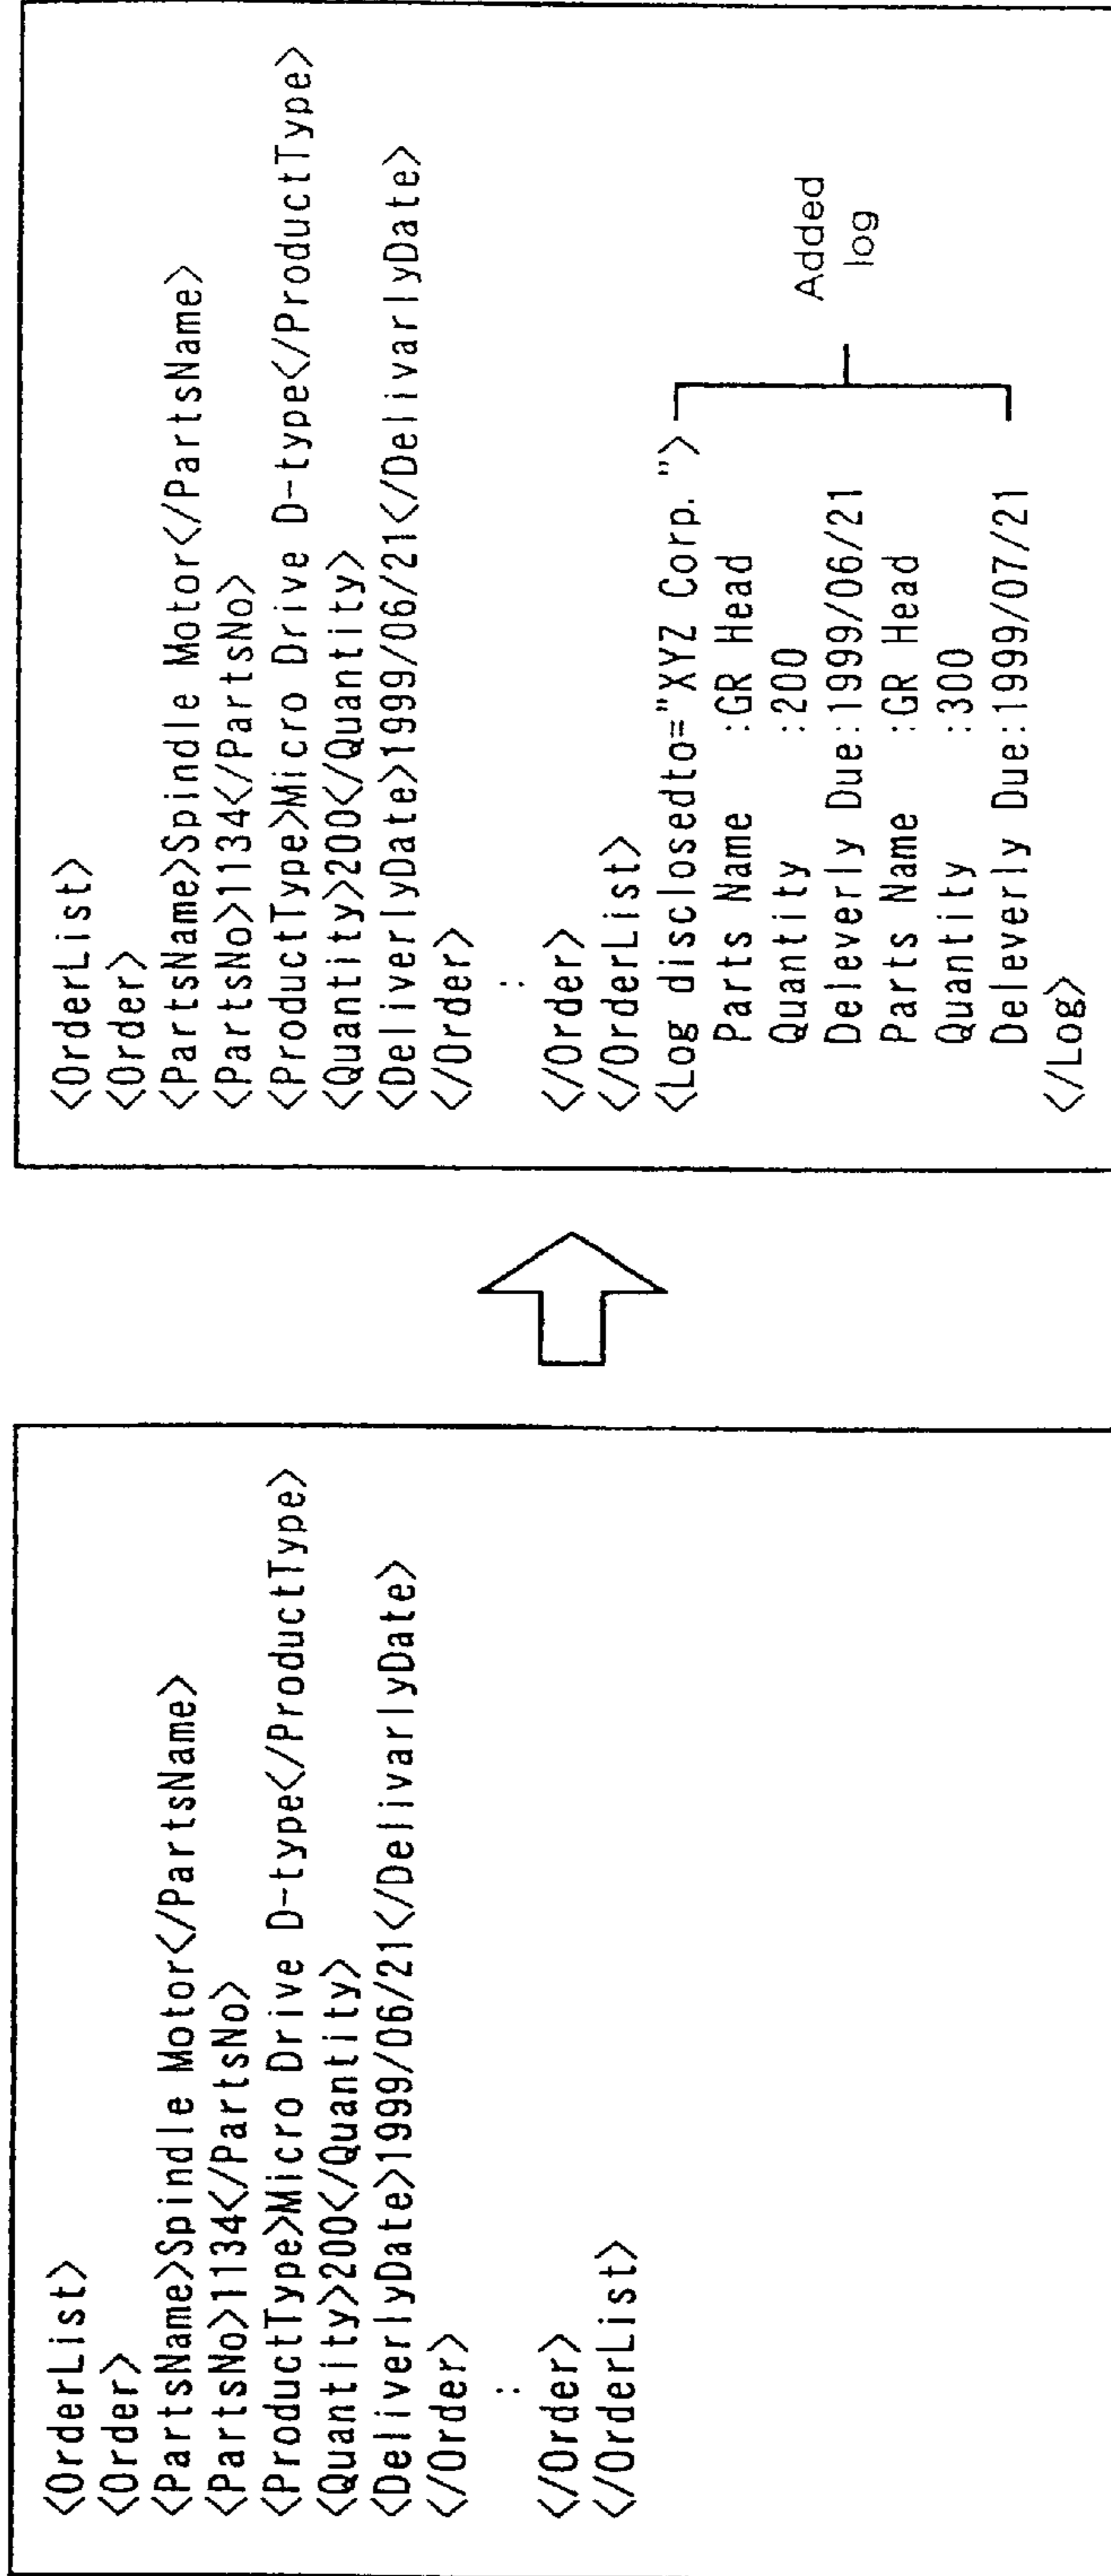 <OrderList>
<Order>
<PartsName>Spindle Motor</PartsName>
<PartsNo>1134</PartsNo>
<ProductType>Micro Drive D-type</ProductType>
<Quantity>200</Quantity>
<DeliverlyDate>1999/06/21</DelivarlyDate>
</Order>
:
</Order>
</OrderList>
<OrderList>
<Order>
<PartsName>Spindle Motor</PartsName>
<PartsNo>1134</PartsNo>
<ProductType>Micro Drive D-type</ProductType>
<Quantity>200</Quantity>
<DeliverlyDate>1999/06/21</DelivarlyDate>
</Order>
:
</Order>
</OrderList>
<Log disclosedto="XYZ Corp. ">
Parts Name :GR Head
Quantity :200
Deleverly Due:1999/06/21
Parts Name :GR Head
Quantity :300
Deleverly Due:1999/07/21
</Log>
Added
log